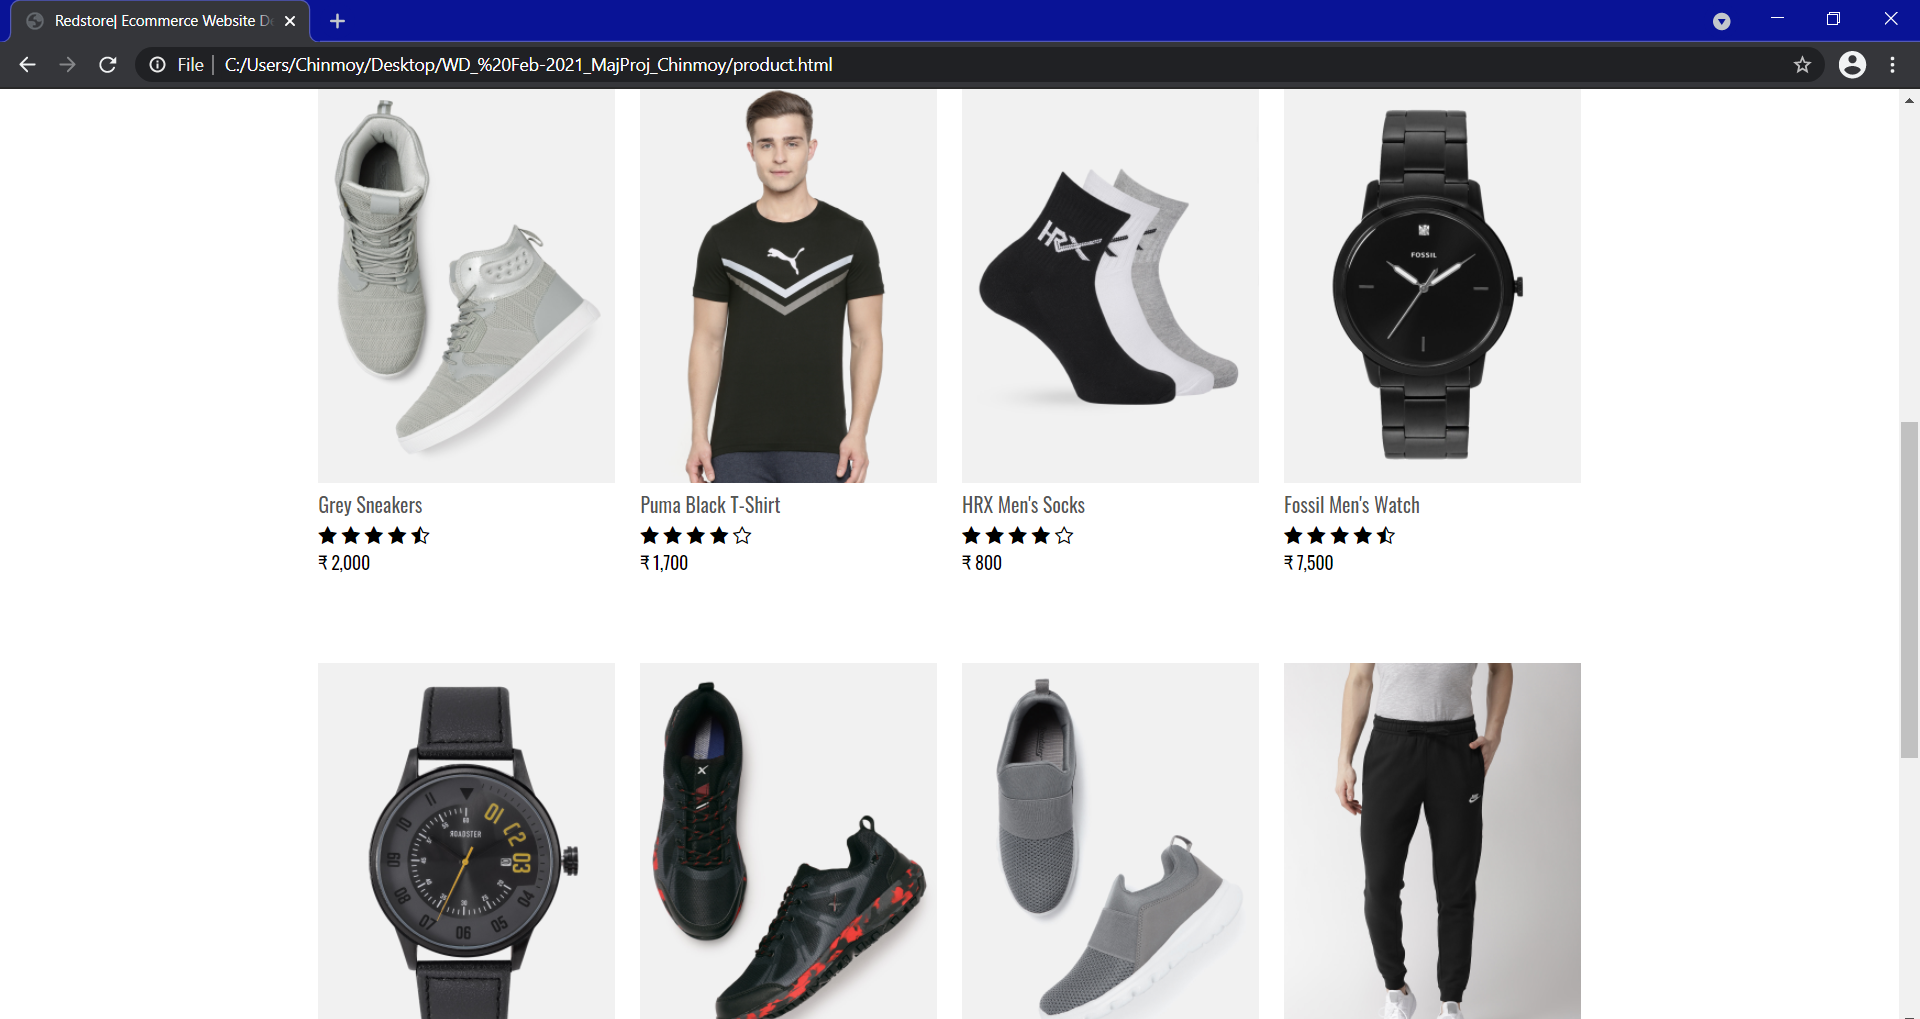 Redstore| Ecommerce Website De
File
C:/Users/Chinmoy/Desktop/WD_%20Feb-2021_MajProj_Chinmoy/product.html
HRX
FOSSIL
Grey Sneakers
Puma Black T-Shirt
HRX Men's Socks
Fossil Men's Watch
₹ 2,000
₹ 1,700
₹ 800
₹ 7,500
ROADSTER
11 01 02 03 04 05 06 07 08 09 10